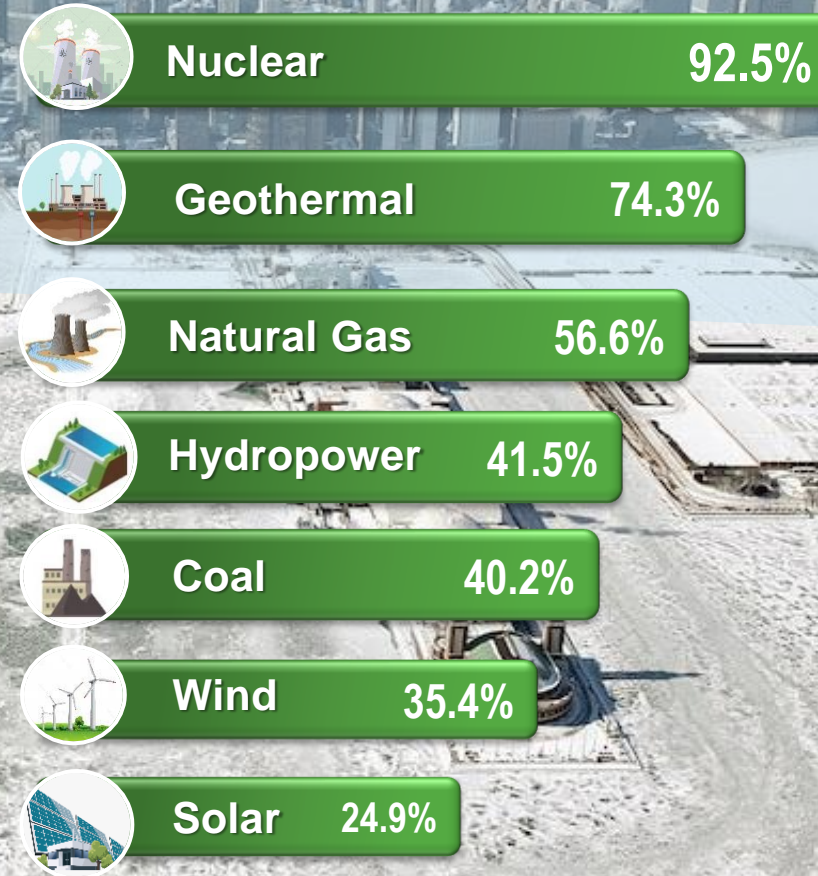 Nuclear 92.5%
Geothermal 74.3%
Natural Gas 56.6%
Hydropower 41.5%
Coal 40.2%
Wind 35.4%
Solar 24.9%